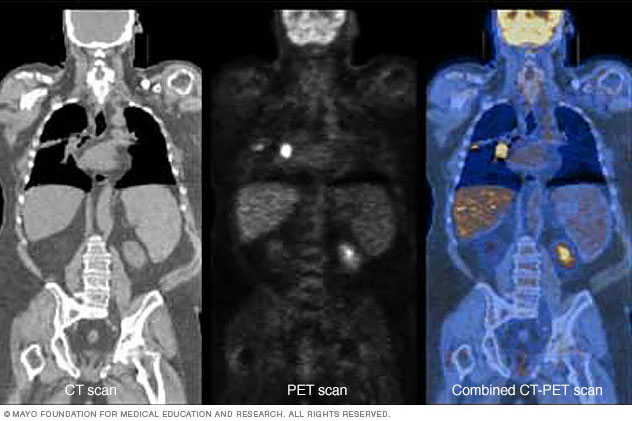 CT scan
PET scan
Combined CT-PET scan
© MAYO FOUNDATION FOR MEDICAL EDUCATION AND RESEARCH. ALL RIGHTS RESERVED.